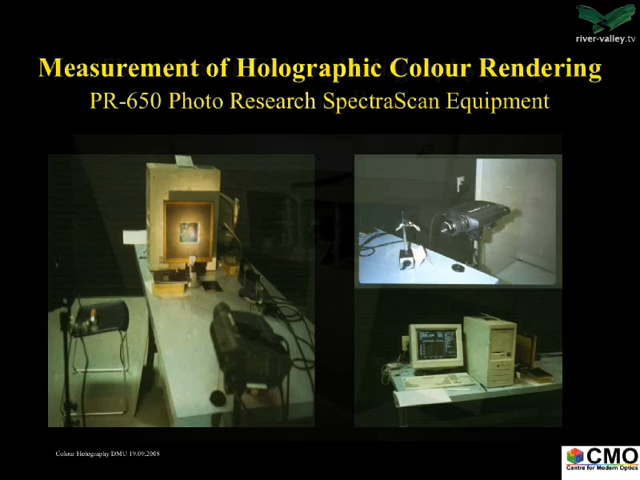 river-valley.tv
Measurement of Holographic Colour Rendering
PR-650 Photo Research SpectraScan Equipment
Colour Holography DMU 19.09.2008
CMO
Centre for Modern Optics